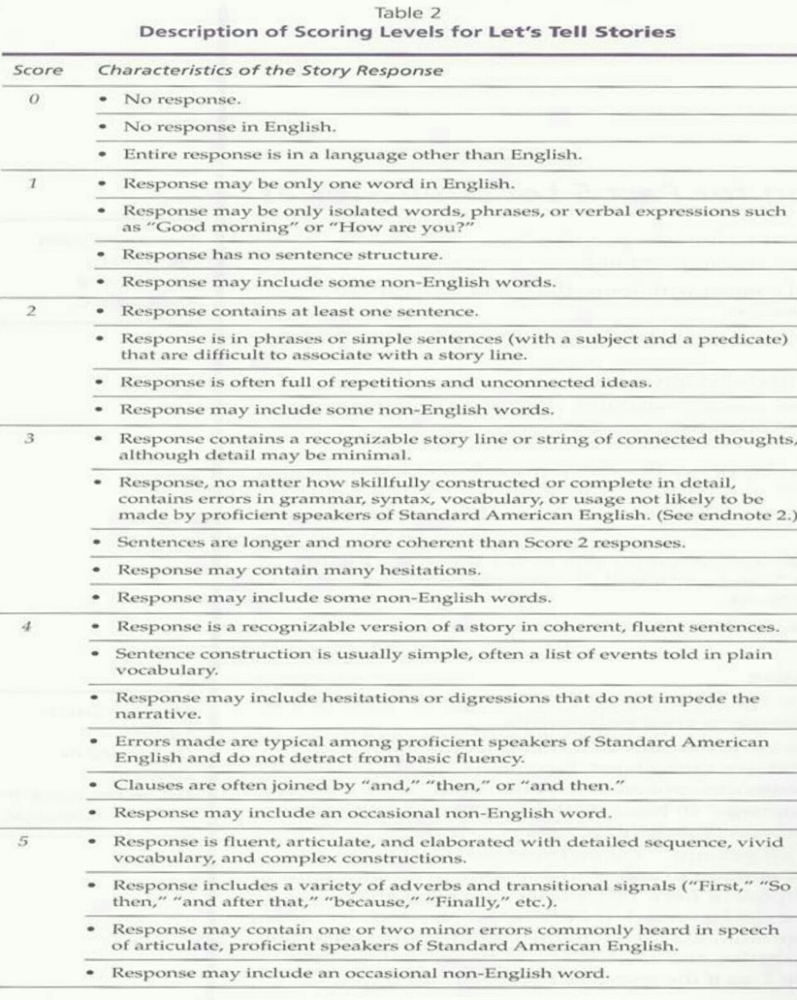 Table 2
Description of Scoring Levels for Let's Tell Stories
Score Characteristics of the Story Response
0 • No response.
• No response in English.
• Entire response is in a language other than English.
1 • Response may be only one word in English.
• Response may be only isolated words, phrases, or verbal expressions such
as "Good morning" or "How are you?"
• Response has no sentence structure.
• Response may include some non-English words.
2 • Response contains at least one sentence.
• Response is in phrases or simple sentences (with a subject and a predicate)
that are difficult to associate with a story line.
• Response is often full of repetitions and unconnected ideas.
• Response may include some non-English words.
3 • Response contains a recognizable story line or string of connected thoughts,
although detail may be minimal.
• Response, no matter how skillfully constructed or complete in detail,
contains errors in grammar, syntax, vocabulary, or usage not likely to be
made by proficient speakers of Standard American English. (See endnote 2.)
• Sentences are longer and more coherent than Score 2 responses.
• Response may contain many hesitations.
• Response may include some non-English words.
4 • Response is a recognizable version of a story in coherent, fluent sentences.
• Sentence construction is usually simple, often a list of events told in plain
vocabulary.
• Response may include hesitations or digressions that do not impede the
narrative.
• Errors made are typical among proficient speakers of Standard American
English and do not detract from basic fluency.
• Clauses are often joined by "and," "then," or "and then."
• Response may include an occasional non-English word.
5 • Response is fluent, articulate, and elaborated with detailed sequence, vivid
vocabulary, and complex constructions.
• Response includes a variety of adverbs and transitional signals ("First," "So
then," "and after that," "because," "Finally," etc.).
• Response may contain one or two minor errors commonly heard in speech
of articulate, proficient speakers of Standard American English.
• Response may include an occasional non-English word.